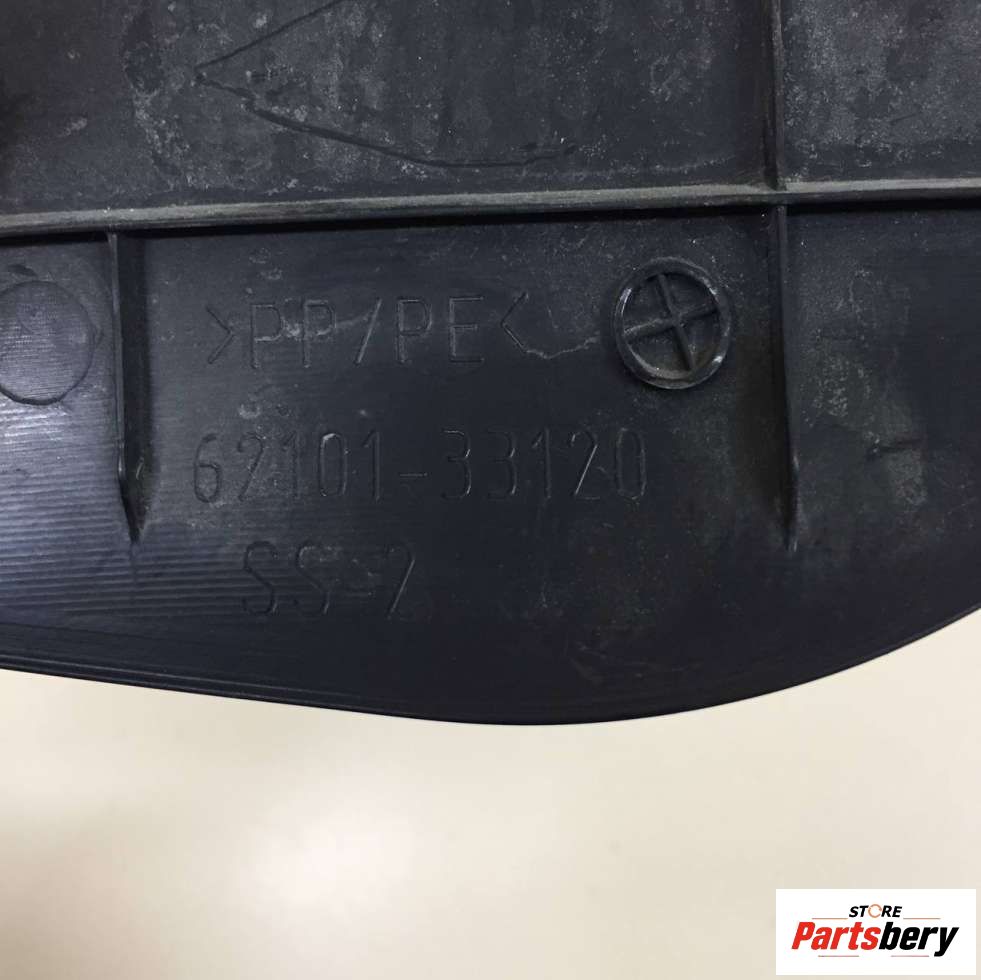 >PP/PE<
62101-33120
SS-2
STORE
Partsbery